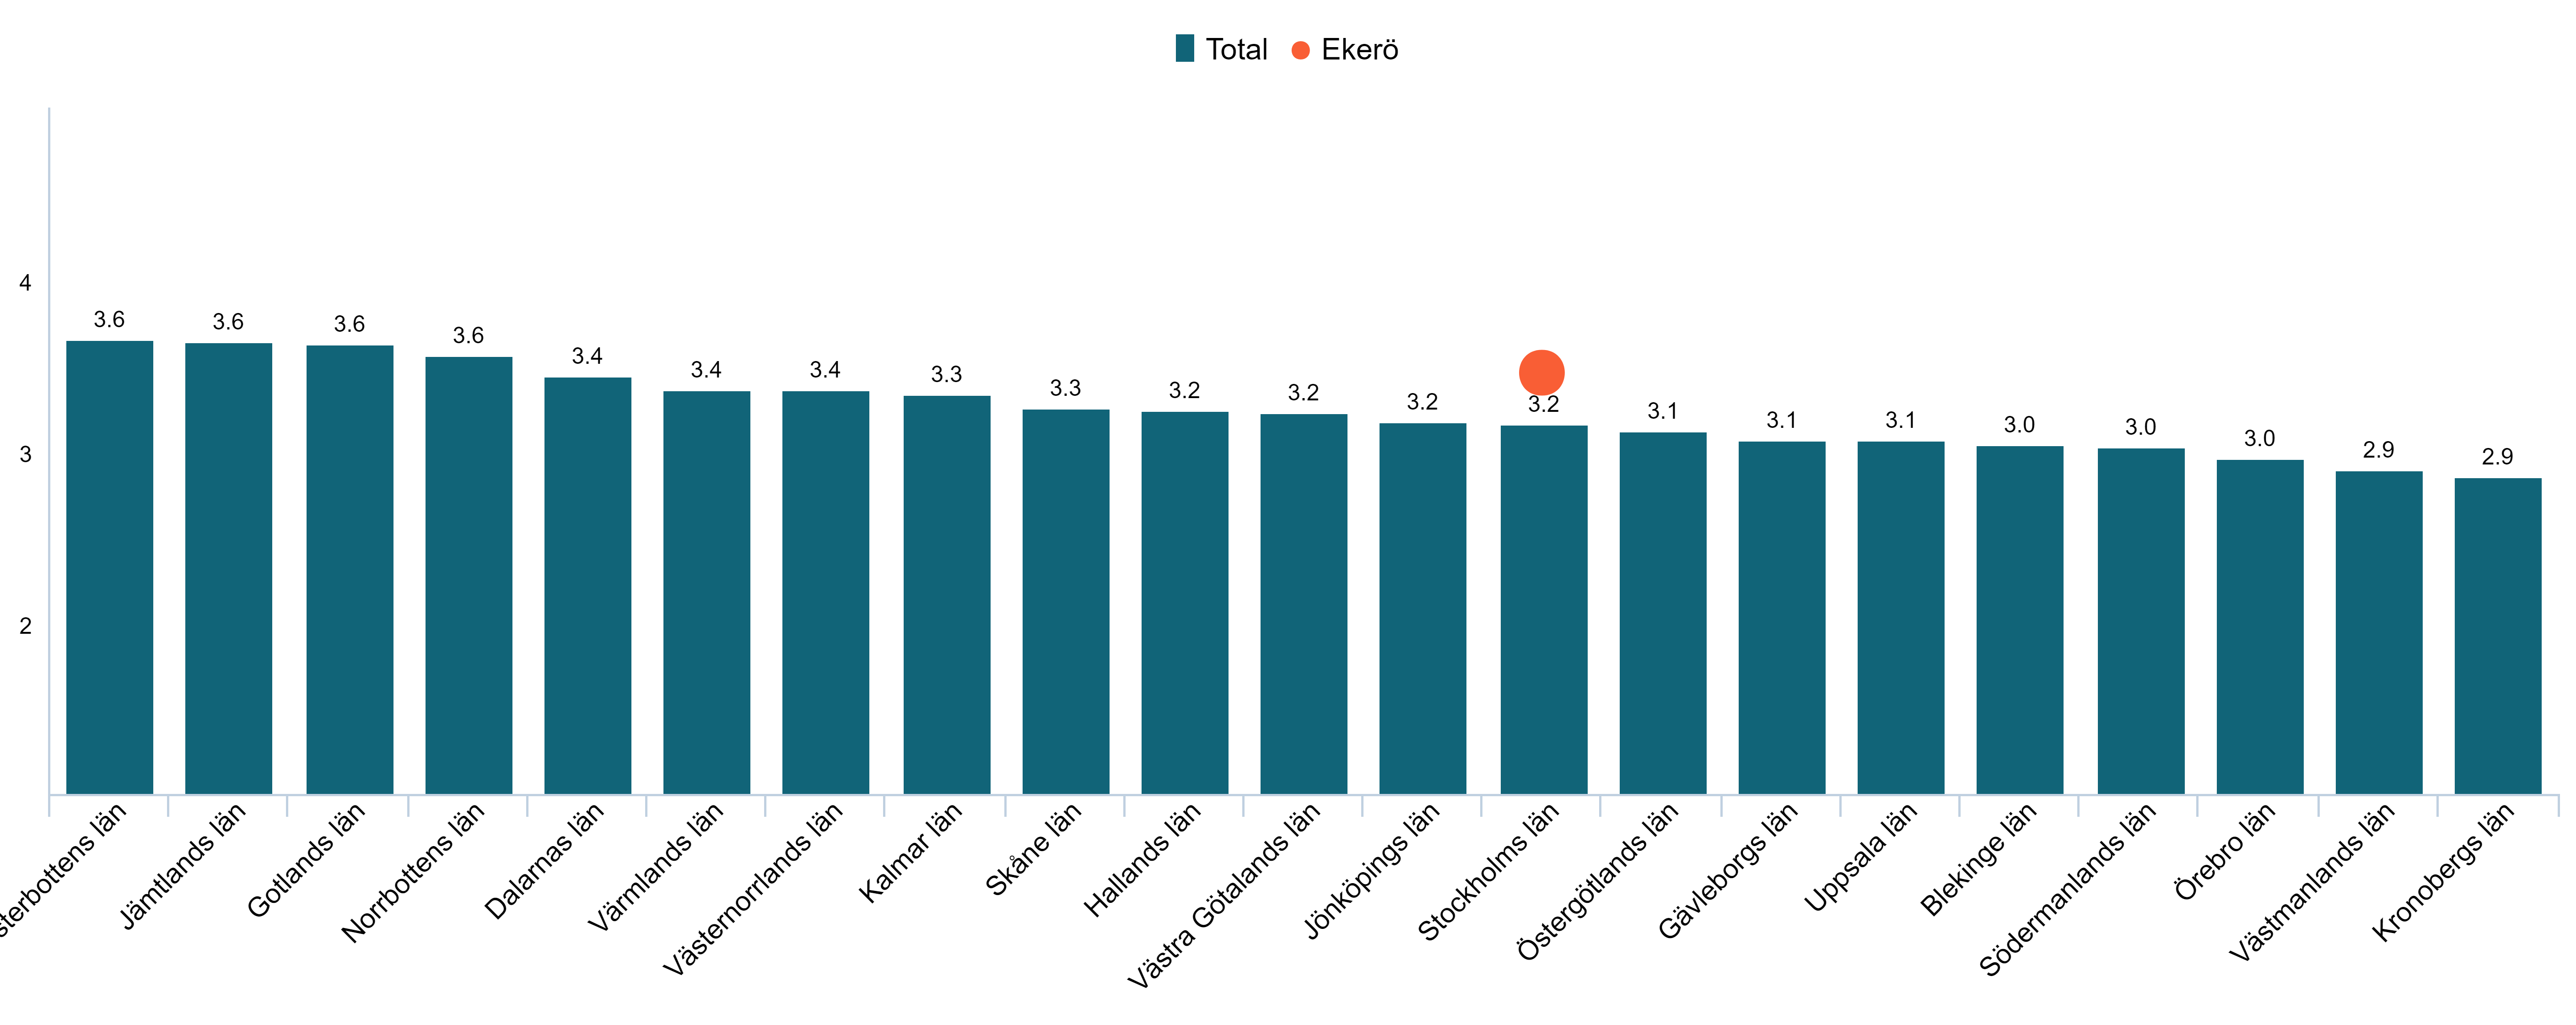 Total Ekerö
4
3
2
3.6 3.6 3.6 3.6 3.4 3.4 3.4 3.3 3.3 3.2 3.2 3.2 3.2 3.1 3.1 3.1 3.0 3.0 3.0 2.9 2.9
sterbottens län
Jämtlands län
Gotlands län
Norrbottens län
Dalarnas län
Värmlands län
Västernorrlands län
Kalmar län
Skåne län
Hallands län
Västra Götalands län
Jönköpings län
Stockholms län
Östergötlands län
Gävleborgs län
Uppsala län
Blekinge län
Södermanlands län
Örebro län
Västmanlands län
Kronobergs län